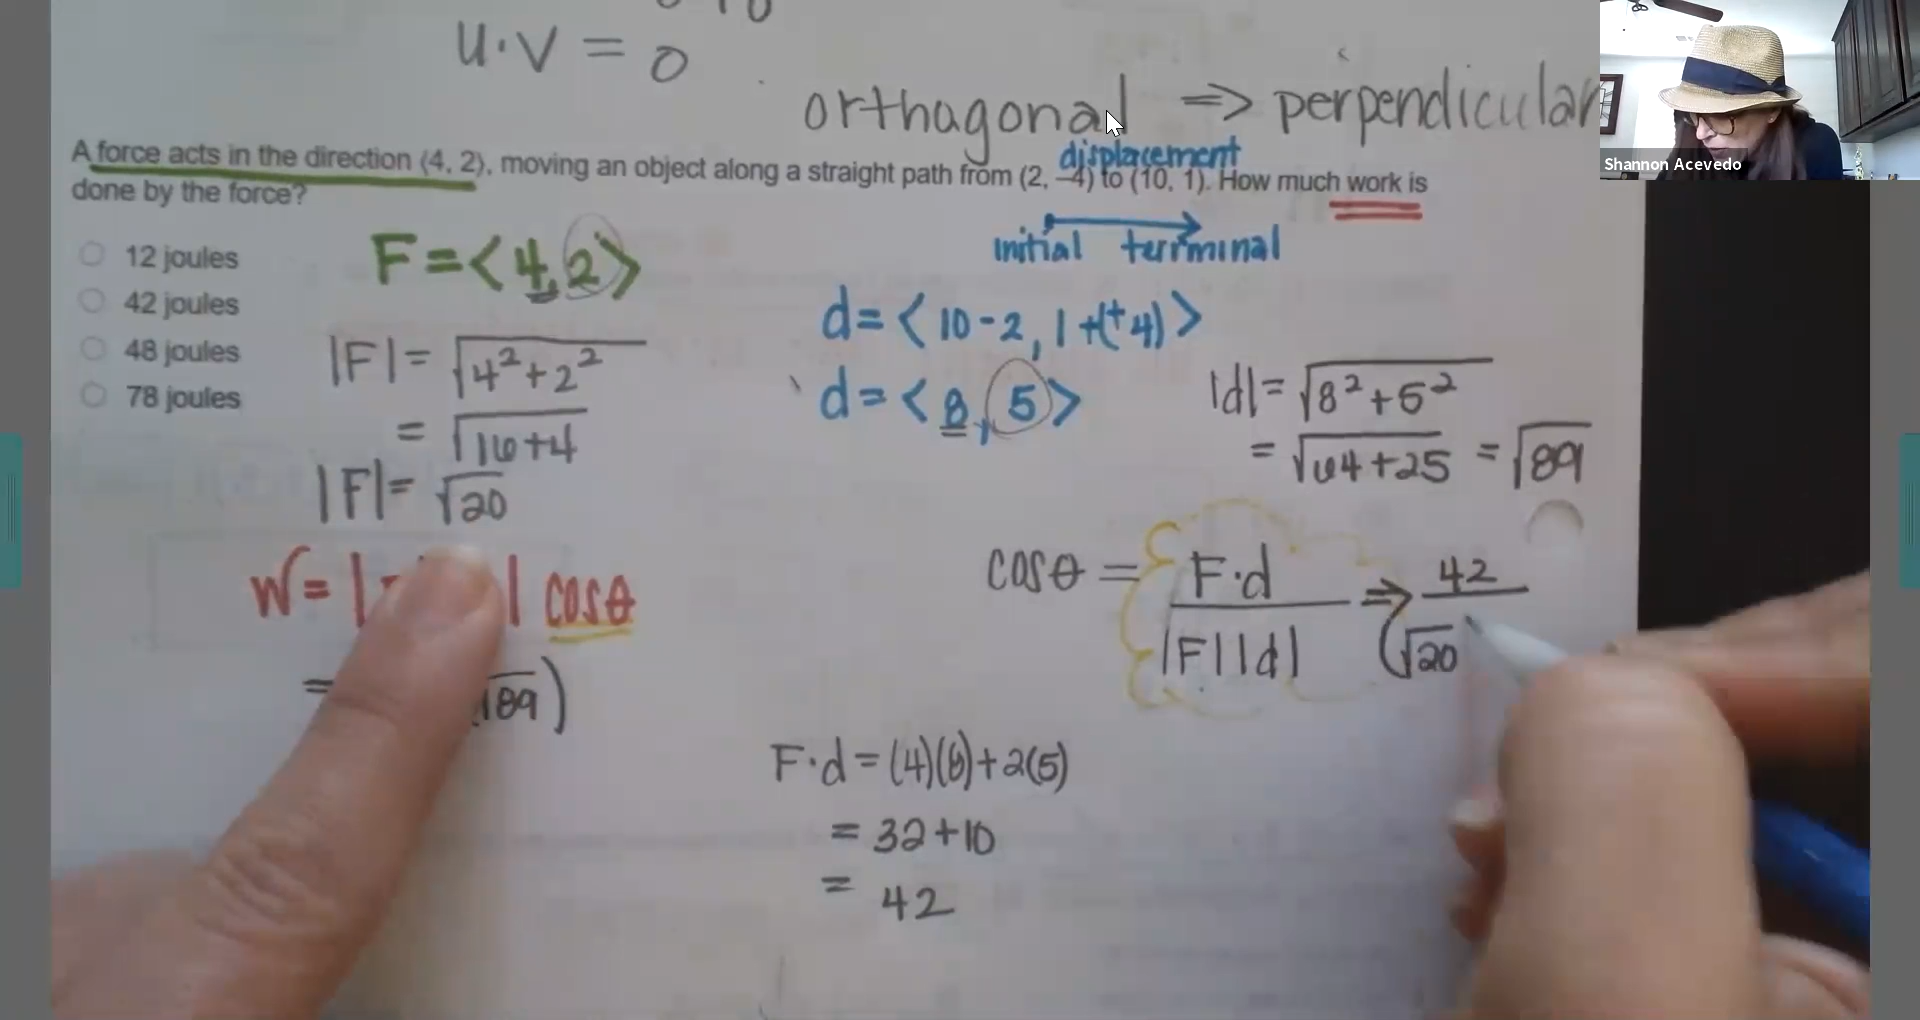 u·v = 0
orthagonal => perpendicular
displacement
A force acts in the direction ⟨4, 2⟩, moving an object along a straight path from (2, –4) to (10, 1). How much work is
done by the force?
12 joules
42 joules
48 joules
78 joules
F = <4, 2>
initial terminal
d = <10-2, 1+(+4)>
d = <8, 5>
|F| = √4²+2²
= √16+4
|F| = √20
|d| = √8²+5²
= √64+25 = √89
W = | | cosθ
= √89)
cosθ = F·d / |F||d| => 42 / (√20
F·d = (4)(8)+2(5)
= 32+10
= 42
Shannon Acevedo